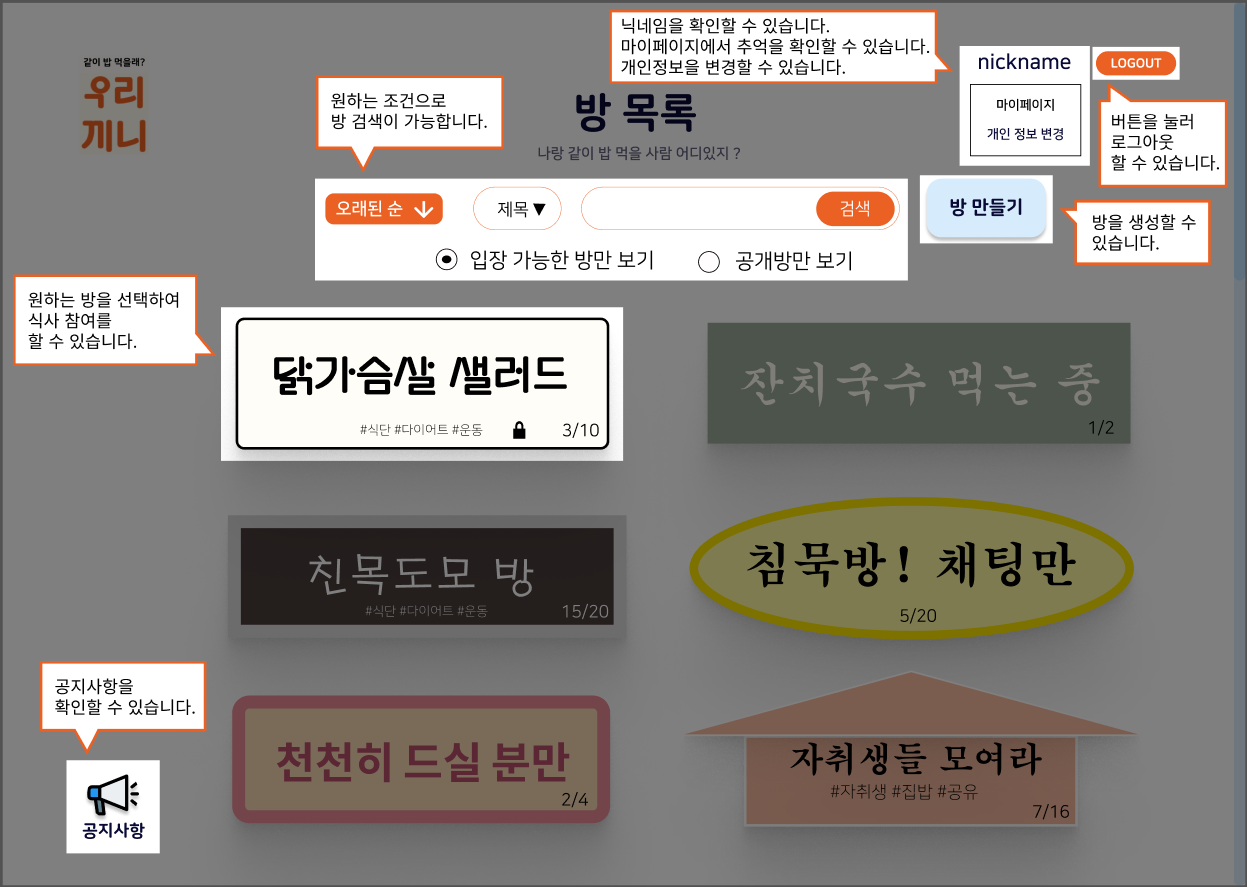 같이 밥 먹을래?
우리
끼니
원하는 조건으로
방 검색이 가능합니다.
방 목록
나랑 같이 밥 먹을 사람 어디있지 ?
닉네임을 확인할 수 있습니다.
마이페이지에서 추억을 확인할 수 있습니다.
개인정보을 변경할 수 있습니다.
nickname
마이페이지
개인 정보 변경
LOGOUT
버튼을 눌러
로그아웃
할 수 있습니다.
오래된 순
제목▼
검색
입장 가능한 방만 보기
공개방만 보기
방 만들기
방을 생성할 수
있습니다.
원하는 방을 선택하여
식사 참여를
할 수 있습니다.
닭가슴살 샐러드
#식단 #다이어트 #운동
3/10
잔치국수 먹는 중
1/2
친목도모 방
#식단 #다이어트 #운동
15/20
침묵방! 채팅만
5/20
공지사항을
확인할 수 있습니다.
공지사항
천천히 드실 분만
2/4
자취생들 모여라
#자취생 #집밥 #공유
7/16